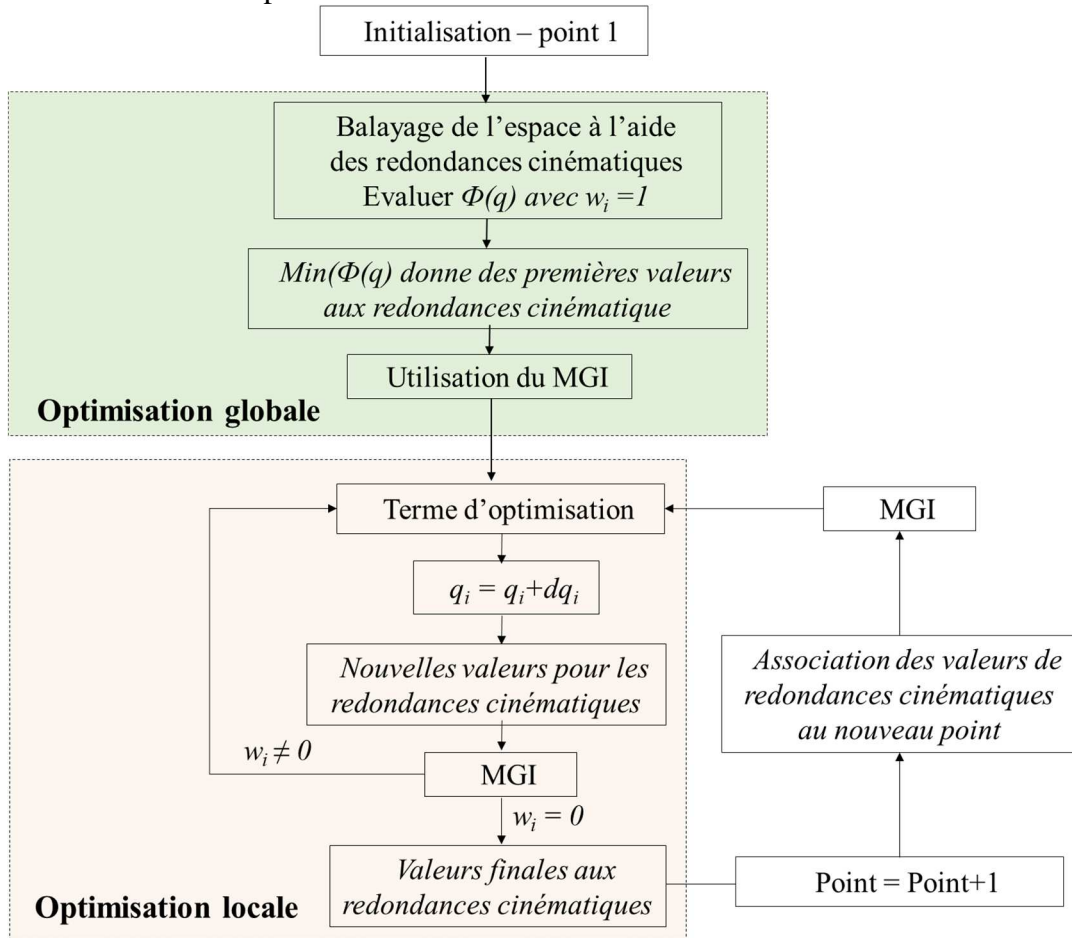 Initialisation – point 1
Balayage de l'espace à l'aide
des redondances cinématiques
Evaluer Φ(q) avec wᵢ =1
Min(Φ(q) donne des premières valeurs
aux redondances cinématique
Utilisation du MGI
Optimisation globale
Terme d'optimisation
MGI
qᵢ = qᵢ+dqᵢ
Nouvelles valeurs pour les
redondances cinématiques
Association des valeurs de
redondances cinématiques
au nouveau point
wᵢ ≠ 0
MGI
wᵢ = 0
Valeurs finales aux
redondances cinématiques
Point = Point+1
Optimisation locale